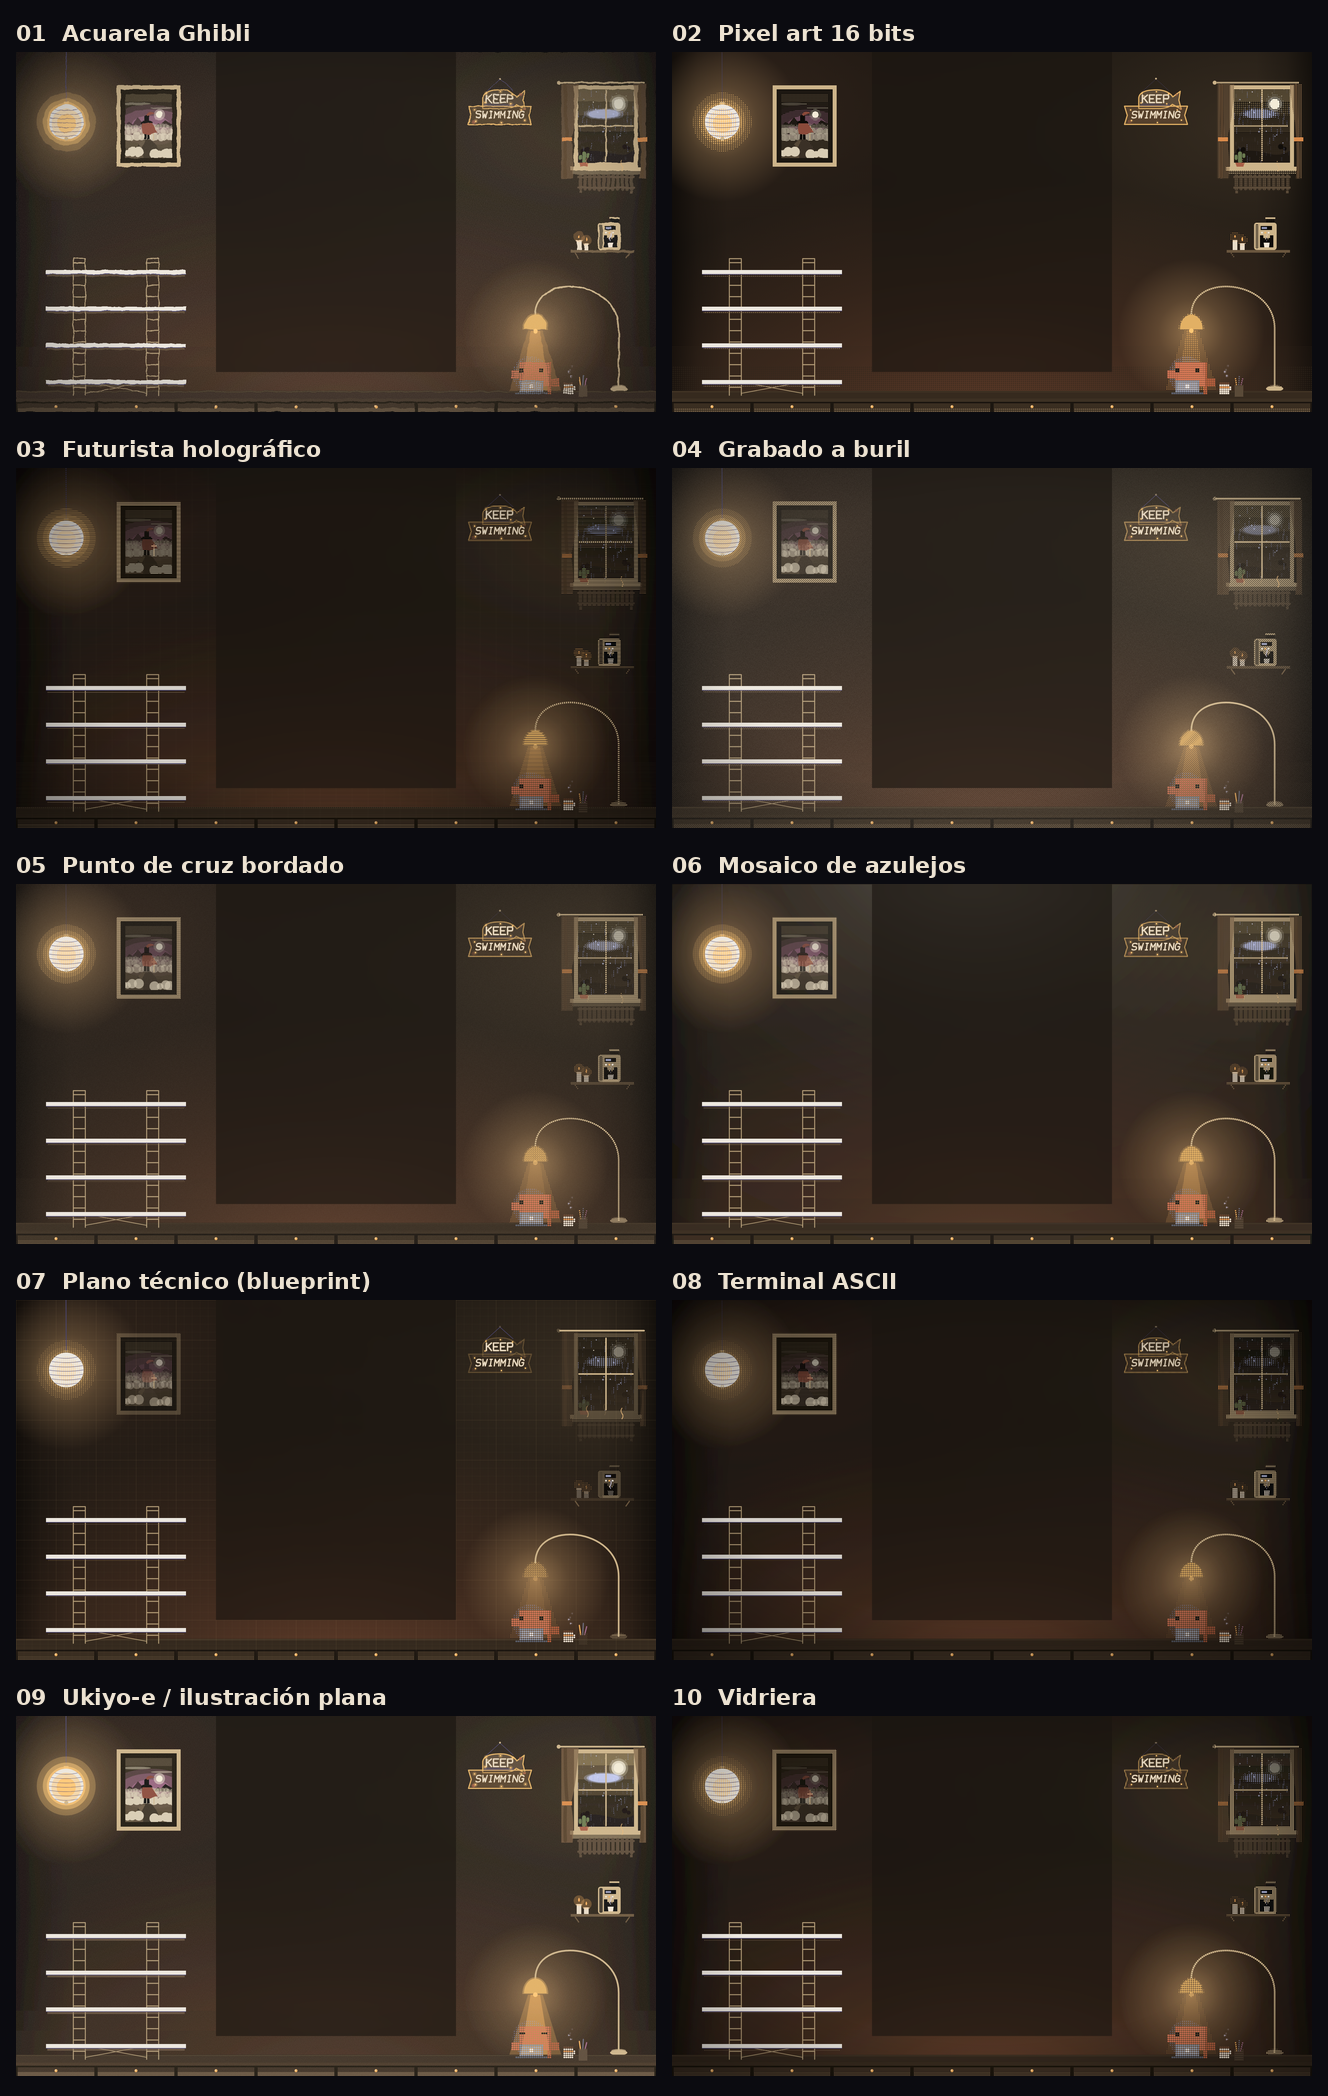 01 Acuarela Ghibli
KEEP
SWIMMING
02 Pixel art 16 bits
KEEP
SWIMMING
03 Futurista holográfico
KEEP
SWIMMING
04 Grabado a buril
KEEP
SWIMMING
05 Punto de cruz bordado
KEEP
SWIMMING
06 Mosaico de azulejos
KEEP
SWIMMING
07 Plano técnico (blueprint)
KEEP
SWIMMING
08 Terminal ASCII
KEEP
SWIMMING
09 Ukiyo-e / ilustración plana
KEEP
SWIMMING
10 Vidriera
KEEP
SWIMMING